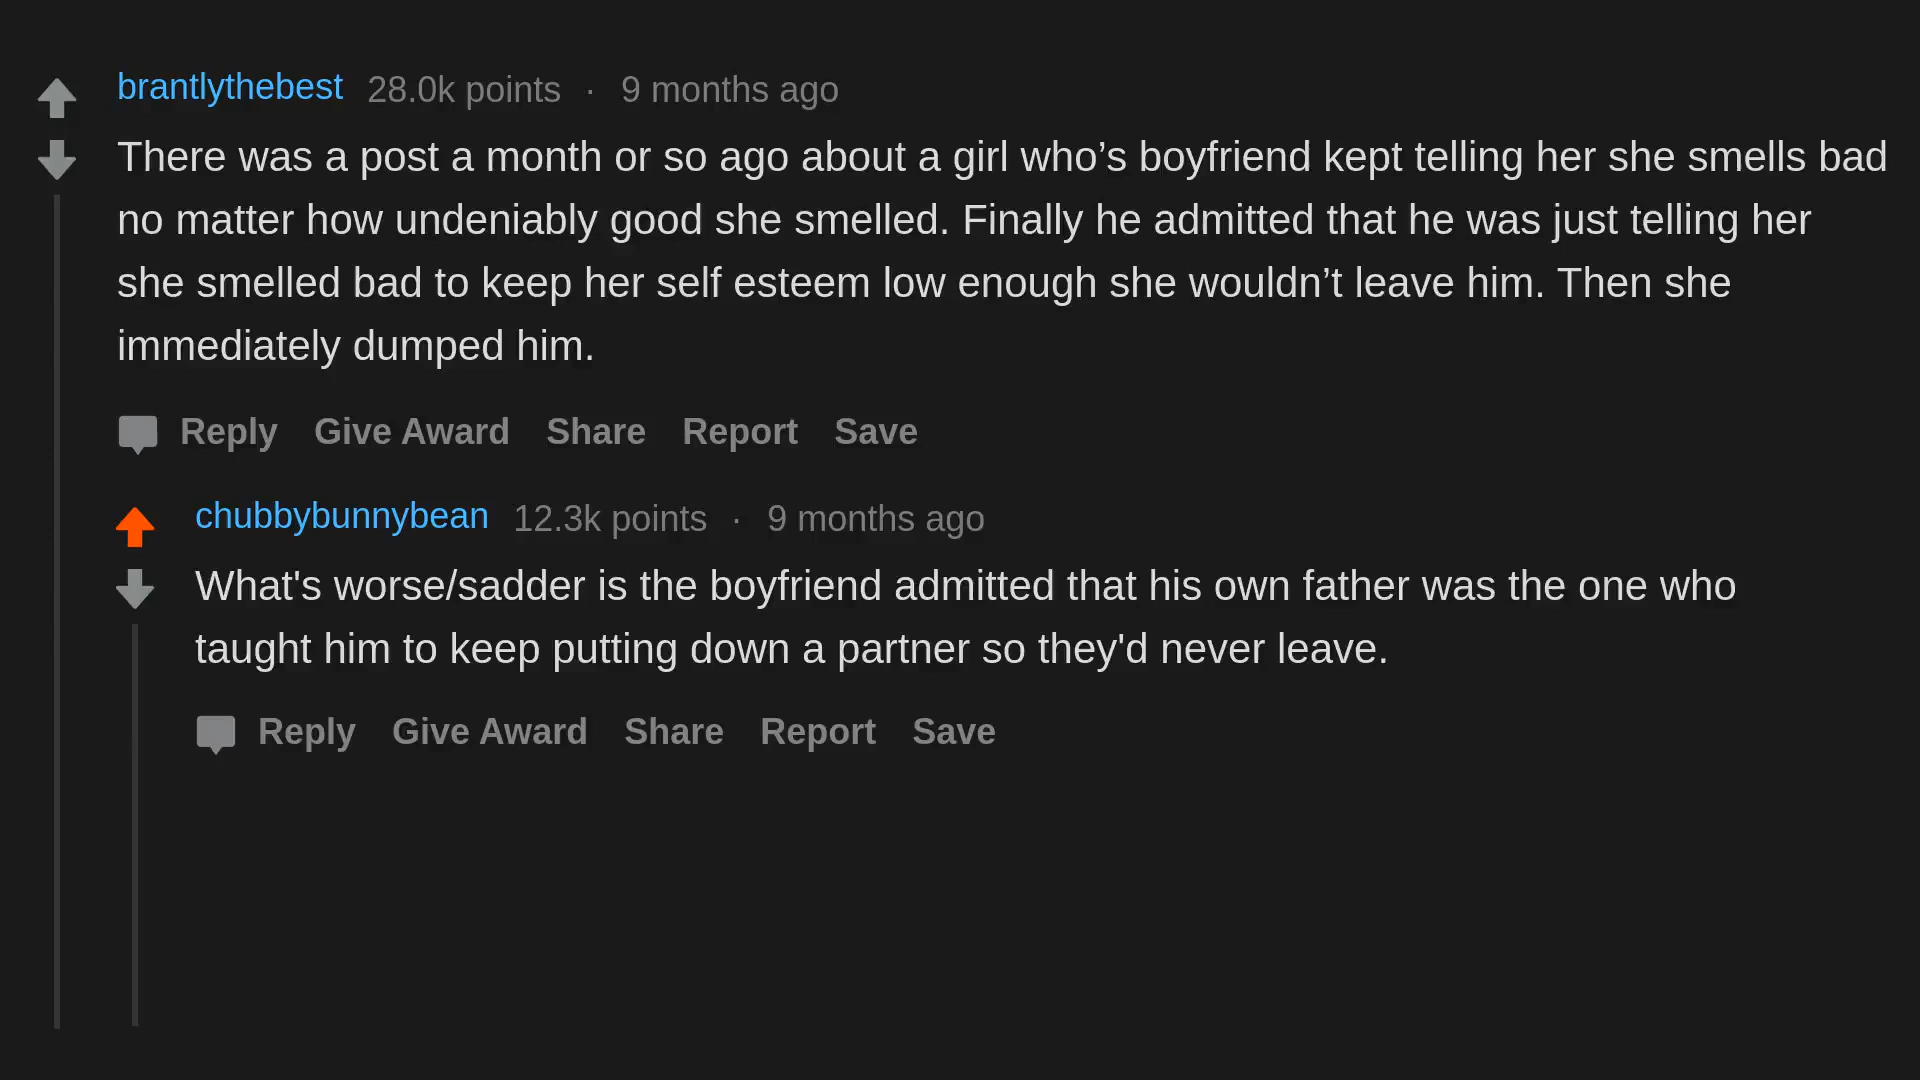 brantlythebest 28.0k points · 9 months ago
There was a post a month or so ago about a girl who’s boyfriend kept telling her she smells bad
no matter how undeniably good she smelled. Finally he admitted that he was just telling her
she smelled bad to keep her self esteem low enough she wouldn’t leave him. Then she
immediately dumped him.
Reply Give Award Share Report Save
chubbybunnybean 12.3k points · 9 months ago
What's worse/sadder is the boyfriend admitted that his own father was the one who
taught him to keep putting down a partner so they'd never leave.
Reply Give Award Share Report Save